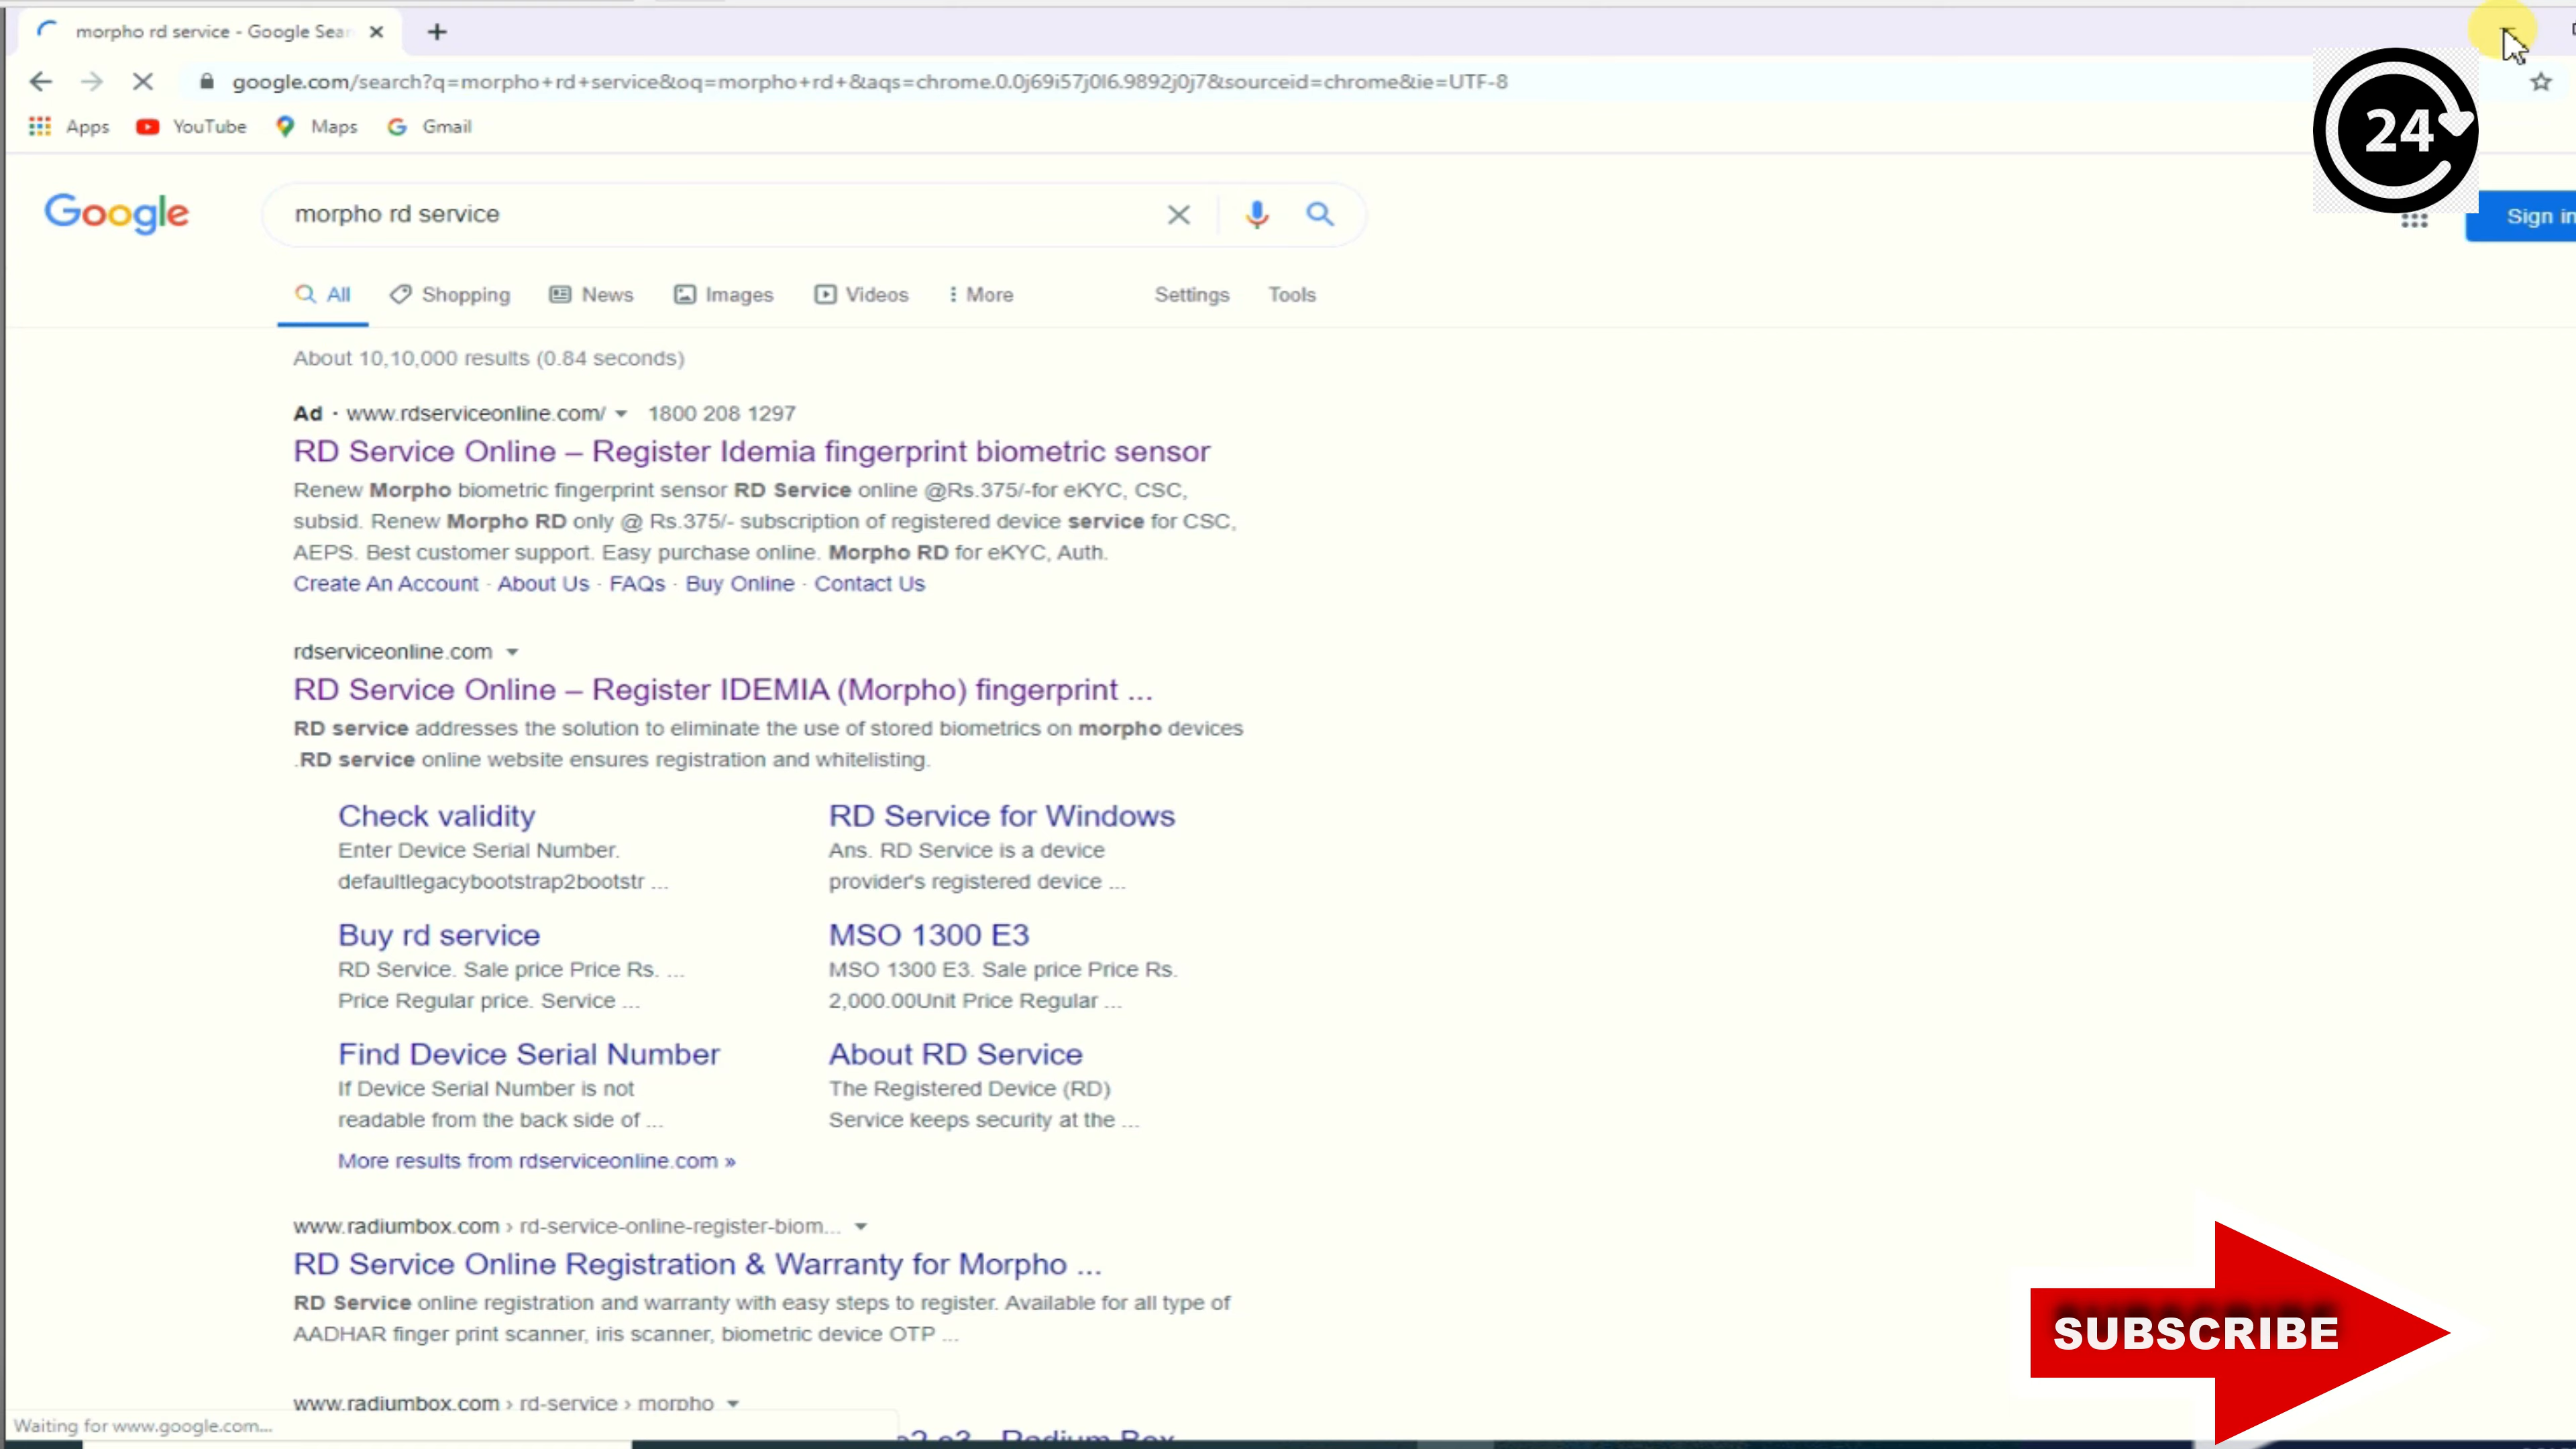 morpho rd service - Google Sear
google.com/search?q=morpho+rd+service&oq=morpho+rd+&aqs=chrome.0.0j69i57j0l6.9892j0j7&sourceid=chrome&ie=UTF-8
Apps YouTube Maps Gmail
24
Google morpho rd service Sign in
All Shopping News Images Videos More Settings Tools
About 10,10,000 results (0.84 seconds)
Ad · www.rdserviceonline.com/ 1800 208 1297
RD Service Online – Register Idemia fingerprint biometric sensor
Renew Morpho biometric fingerprint sensor RD Service online @Rs.375/-for eKYC, CSC,
subsid. Renew Morpho RD only @ Rs.375/- subscription of registered device service for CSC,
AEPS. Best customer support. Easy purchase online. Morpho RD for eKYC, Auth.
Create An Account · About Us · FAQs · Buy Online · Contact Us
rdserviceonline.com
RD Service Online – Register IDEMIA (Morpho) fingerprint ...
RD service addresses the solution to eliminate the use of stored biometrics on morpho devices
.RD service online website ensures registration and whitelisting.
Check validity
Enter Device Serial Number.
defaultlegacybootstrap2bootstr ...
RD Service for Windows
Ans. RD Service is a device
provider's registered device ...
Buy rd service
RD Service. Sale price Price Rs. ...
Price Regular price. Service ...
MSO 1300 E3
MSO 1300 E3. Sale price Price Rs.
2,000.00Unit Price Regular ...
Find Device Serial Number
If Device Serial Number is not
readable from the back side of ...
About RD Service
The Registered Device (RD)
Service keeps security at the ...
More results from rdserviceonline.com »
www.radiumbox.com › rd-service-online-register-biom...
RD Service Online Registration & Warranty for Morpho ...
RD Service online registration and warranty with easy steps to register. Available for all type of
AADHAR finger print scanner, iris scanner, biometric device OTP ...
SUBSCRIBE
www.radiumbox.com › rd-service › morpho
Waiting for www.google.com...
e3 - Radium Box